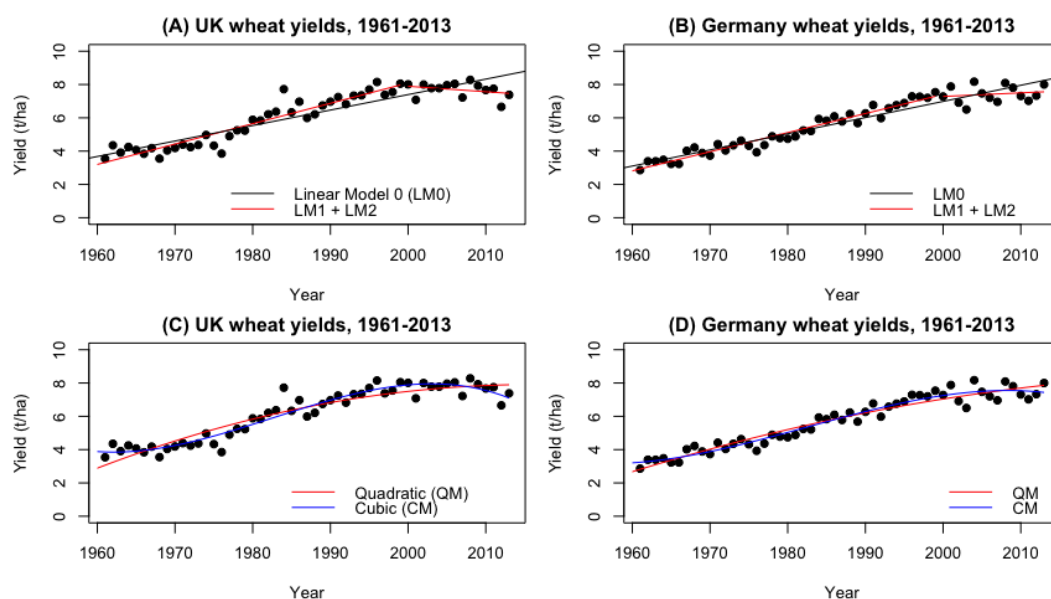 (A) UK wheat yields, 1961-2013
Yield (t/ha)
10
8
6
4
2
0
Linear Model 0 (LM0)
LM1 + LM2
1960 1970 1980 1990 2000 2010
Year
(B) Germany wheat yields, 1961-2013
Yield (t/ha)
10
8
6
4
2
0
LM0
LM1 + LM2
1960 1970 1980 1990 2000 2010
Year
(C) UK wheat yields, 1961-2013
Yield (t/ha)
10
8
6
4
2
0
Quadratic (QM)
Cubic (CM)
1960 1970 1980 1990 2000 2010
Year
(D) Germany wheat yields, 1961-2013
Yield (t/ha)
10
8
6
4
2
0
QM
CM
1960 1970 1980 1990 2000 2010
Year